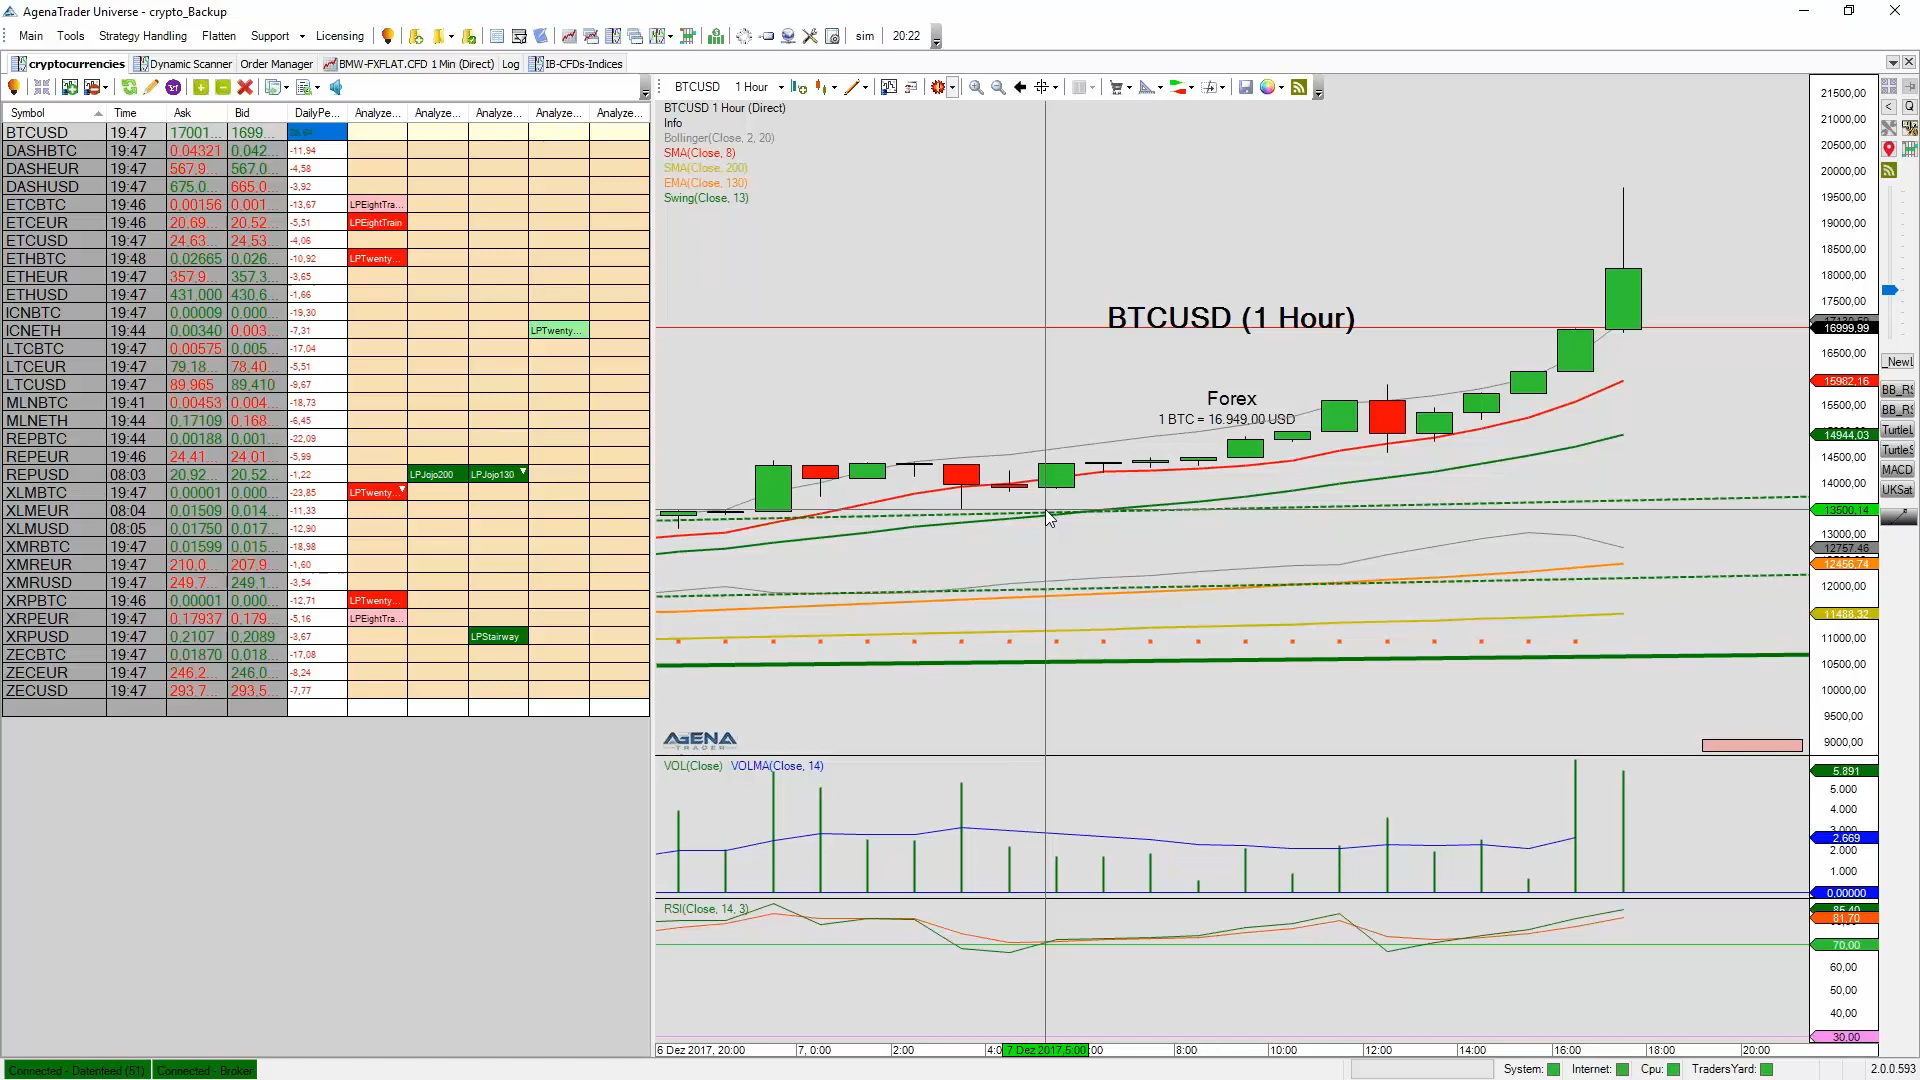 AgenaTrader Universe - crypto_Backup
Main Tools Strategy Handling Flatten Support Licensing sim 20:22
cryptocurrencies Dynamic Scanner Order Manager BMW-FXFLAT.CFD 1 Min (Direct) Log IB-CFDs-Indices
BTCUSD 1 Hour
Symbol Time Ask Bid DailyPe... Analyze... Analyze... Analyze... Analyze... Analyze...
BTCUSD 19:47 17001... 1699...
DASHBTC 19:47 0,04321 0,042... -11,94
DASHEUR 19:47 567,9... 567,0... -4,58
DASHUSD 19:47 675,0... 665,0... -3,92
ETCBTC 19:46 0,00156 0,001... -13,67 LPEightTra...
ETCEUR 19:46 20,69... 20,52... -5,51 LPEightTrain
ETCUSD 19:47 24,63... 24,53... -4,06
ETHBTC 19:48 0,02665 0,026... -10,92 LPTwenty...
ETHEUR 19:47 357,9... 357,3... -3,65
ETHUSD 19:47 431,000 430,6... -1,66
ICNBTC 19:47 0,00009 0,000... -19,30
ICNETH 19:44 0,00340 0,003... -7,31 LPTwenty...
LTCBTC 19:47 0,00575 0,005... -17,04
LTCEUR 19:47 79,18... 78,40... -5,51
LTCUSD 19:47 89,965 89,410 -9,67
MLNBTC 19:41 0,00453 0,004... -18,73
MLNETH 19:44 0,17109 0,168... -6,45
REPBTC 19:44 0,00188 0,001... -22,09
REPEUR 19:46 24,41... 24,01... -5,99
REPUSD 08:03 20,92... 20,52... -1,22 LPJojo200 LPJojo130
XLMBTC 19:47 0,00001 0,000... -23,85 LPTwenty...
XLMEUR 08:04 0,01509 0,014... -11,33
XLMUSD 08:05 0,01750 0,017... -12,90
XMRBTC 19:47 0,01599 0,015... -18,98
XMREUR 19:47 210,0... 207,9... -1,60
XMRUSD 19:47 249,7... 249,1... -3,54
XRPBTC 19:46 0,00001 0,000... -12,71 LPTwenty...
XRPEUR 19:47 0,17937 0,179... -5,16 LPEightTra...
XRPUSD 19:47 0,2107 0,2089 -3,67 LPStairway
ZECBTC 19:47 0,01870 0,018... -17,08
ZECEUR 19:47 246,2... 246,0... -8,24
ZECUSD 19:47 293,7... 293,5... -7,77
BTCUSD 1 Hour (Direct)
Info
Bollinger(Close, 2, 20)
SMA(Close, 8)
SMA(Close, 200)
EMA(Close, 130)
Swing(Close, 13)
BTCUSD (1 Hour)
Forex
1 BTC = 16.949,00 USD
AGENA
TRADER
21500,00
21000,00
20500,00
20000,00
19500,00
19000,00
18500,00
18000,00
17500,00
16999,99
16500,00
15982,16
15500,00
14944,03
14500,00
14000,00
13500,14
13000,00
12757,46
12456,74
12000,00
11488,32
11000,00
10500,00
10000,00
9500,00
9000,00
_NewL
BB_RS
BB_RS
TurtleL
TurtleS
MACD
UKSat
VOL(Close) VOLMA(Close, 14)
5.891
5.000
4.000
3.000
2.669
2.000
1.000
0.00000
RSI(Close, 14, 3)
85,40
81,70
70,00
60,00
50,00
40,00
30,00
6 Dez 2017, 20:00 7, 0:00 2:00 4:0 7 Dez 2017,5:00 :00 8:00 10:00 12:00 14:00 16:00 18:00 20:00
Connected - Datenfeed (51) Connected - Broker System: Internet: Cpu: TradersYard: 2.0.0.593